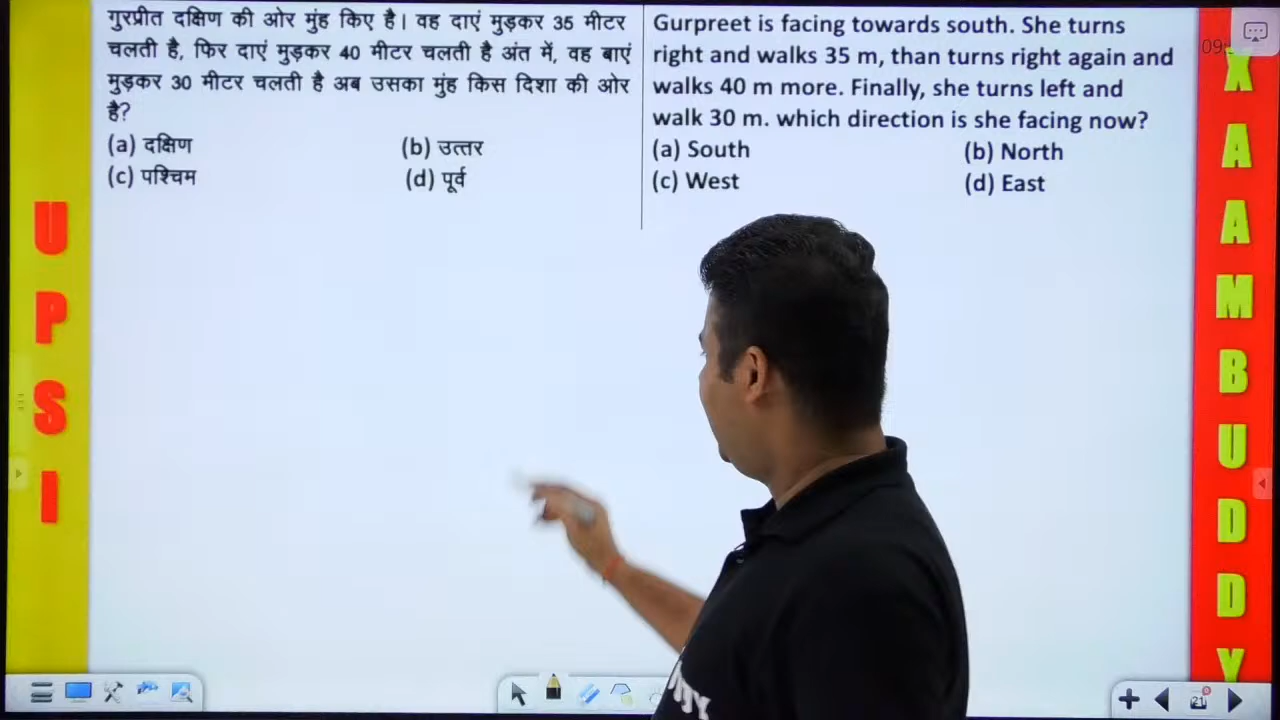 गुरप्रीत दक्षिण की ओर मुंह किए है। वह दाएं मुड़कर 35 मीटर
चलती है, फिर दाएं मुड़कर 40 मीटर चलती है अंत में, वह बाएं
मुड़कर 30 मीटर चलती है अब उसका मुंह किस दिशा की ओर
है?
(a) दक्षिण (b) उत्तर
(c) पश्चिम (d) पूर्व
Gurpreet is facing towards south. She turns
right and walks 35 m, than turns right again and
walks 40 m more. Finally, she turns left and
walk 30 m. which direction is she facing now?
(a) South (b) North
(c) West (d) East
U
P
S
I
X
A
A
M
B
U
D
D
Y
09:
21